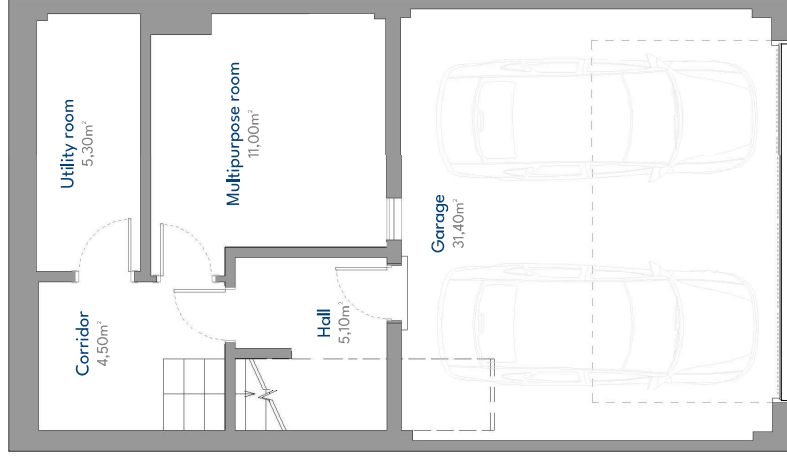 Utility room
5,30m²
Multipurpose room
11,00m²
Garage
31,40m²
Corridor
4,50m²
Hall
5,10m²